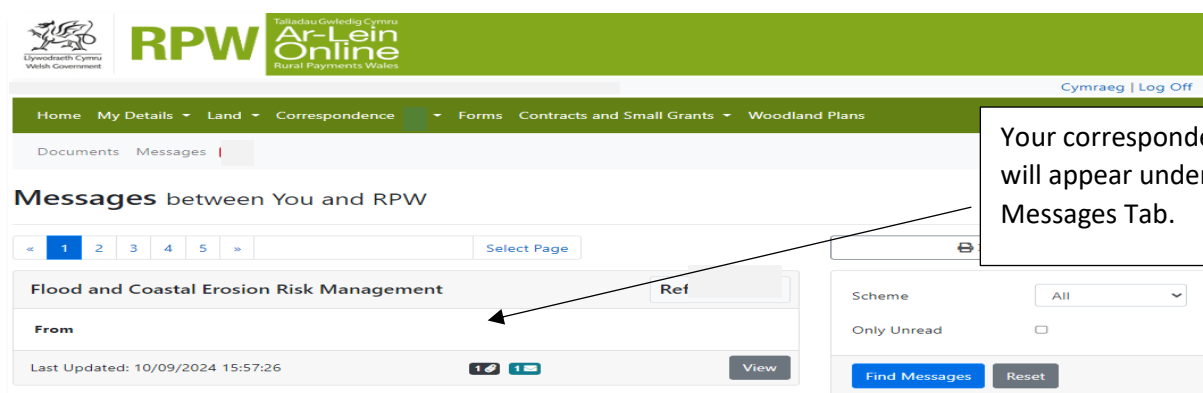 Llywodraeth Cymru
Welsh Government
RPW
Taliadau Gwledig Cymru
Ar-Lein
Online
Rural Payments Wales
Cymraeg | Log Off
Home My Details Land Correspondence Forms Contracts and Small Grants Woodland Plans
Documents Messages
Your
will appear
Messages Tab.
Messages between You and RPW
« 1 2 3 4 5 » Select Page
Flood and Coastal Erosion Risk Management Ref
Scheme All
From
Only Unread
Last Updated: 10/09/2024 15:57:26 1 1 View
Find Messages Reset